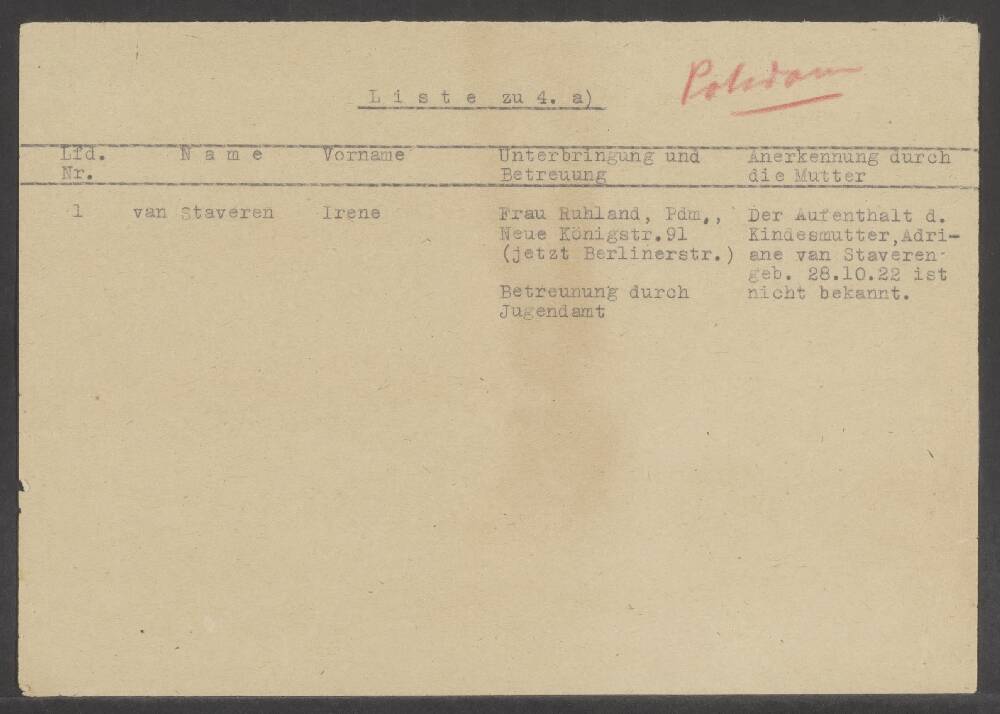 Potsdam
Liste zu 4. a)
Lfd. Name Vorname Unterbringung und Anerkennung durch
Nr. Betreuung die Mutter
1 van Staveren Irene Frau Ruhland, Pdm,, Der Aufenthalt d.
Neue Königstr.91 Kindesmutter,Adri-
(jetzt Berlinerstr.) ane van Staveren
geb. 28.10.22 ist
Betreunung durch nicht bekannt.
Jugendamt